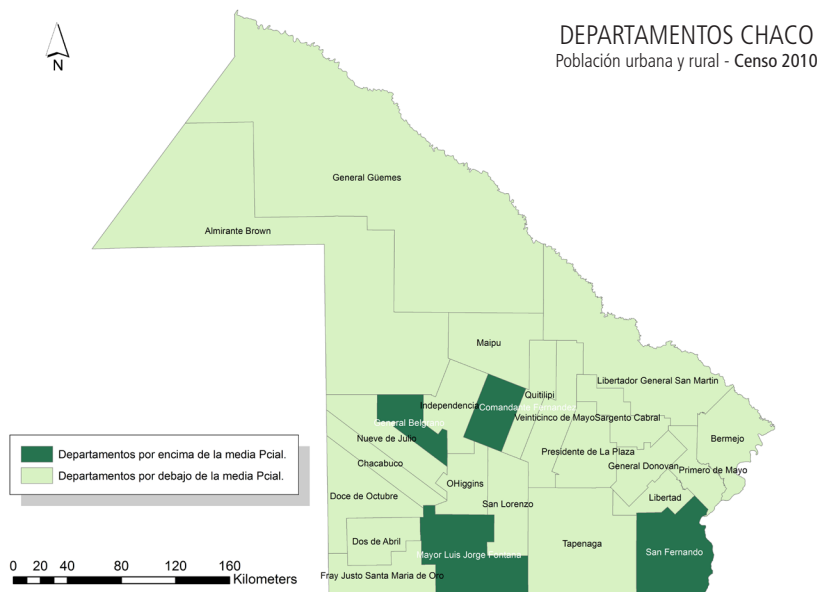 DEPARTAMENTOS CHACO
Población urbana y rural - Censo 2010
N
General Güemes
Almirante Brown
Maipu
Libertador General San Martin
Quitilipi
Independencia
Comandante Fernandez
Veinticinco de Mayo
Sargento Cabral
General Belgrano
Bermejo
Nueve de Julio
Presidente de La Plaza
Chacabuco
General Donovan
Primero de Mayo
OHiggins
Doce de Octubre
Libertad
San Lorenzo
Dos de Abril
Tapenaga
Mayor Luis Jorge Fontana
San Fernando
Fray Justo Santa Maria de Oro
Departamentos por encima de la media Pcial.
Departamentos por debajo de la media Pcial.
0 20 40 80 120 160
Kilometers